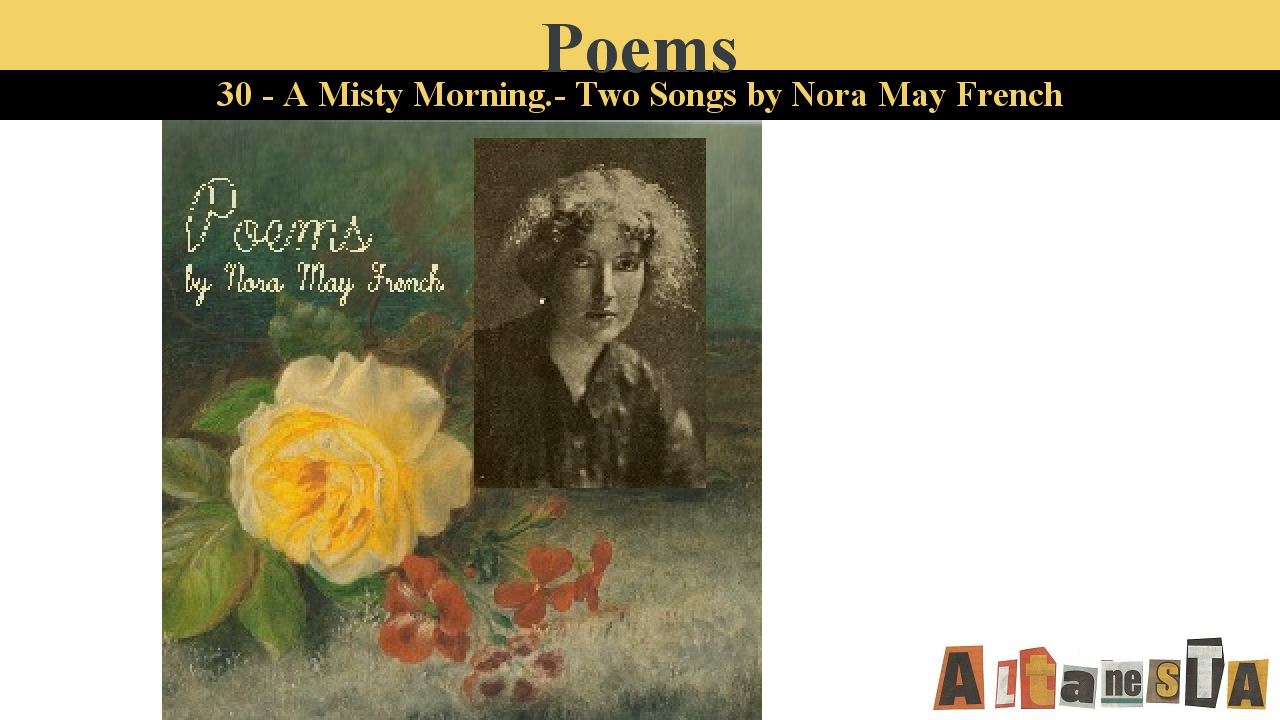 Poems
30 - A Misty Morning.- Two Songs by Nora May French
Poems
by Nora May French
AltanesTA